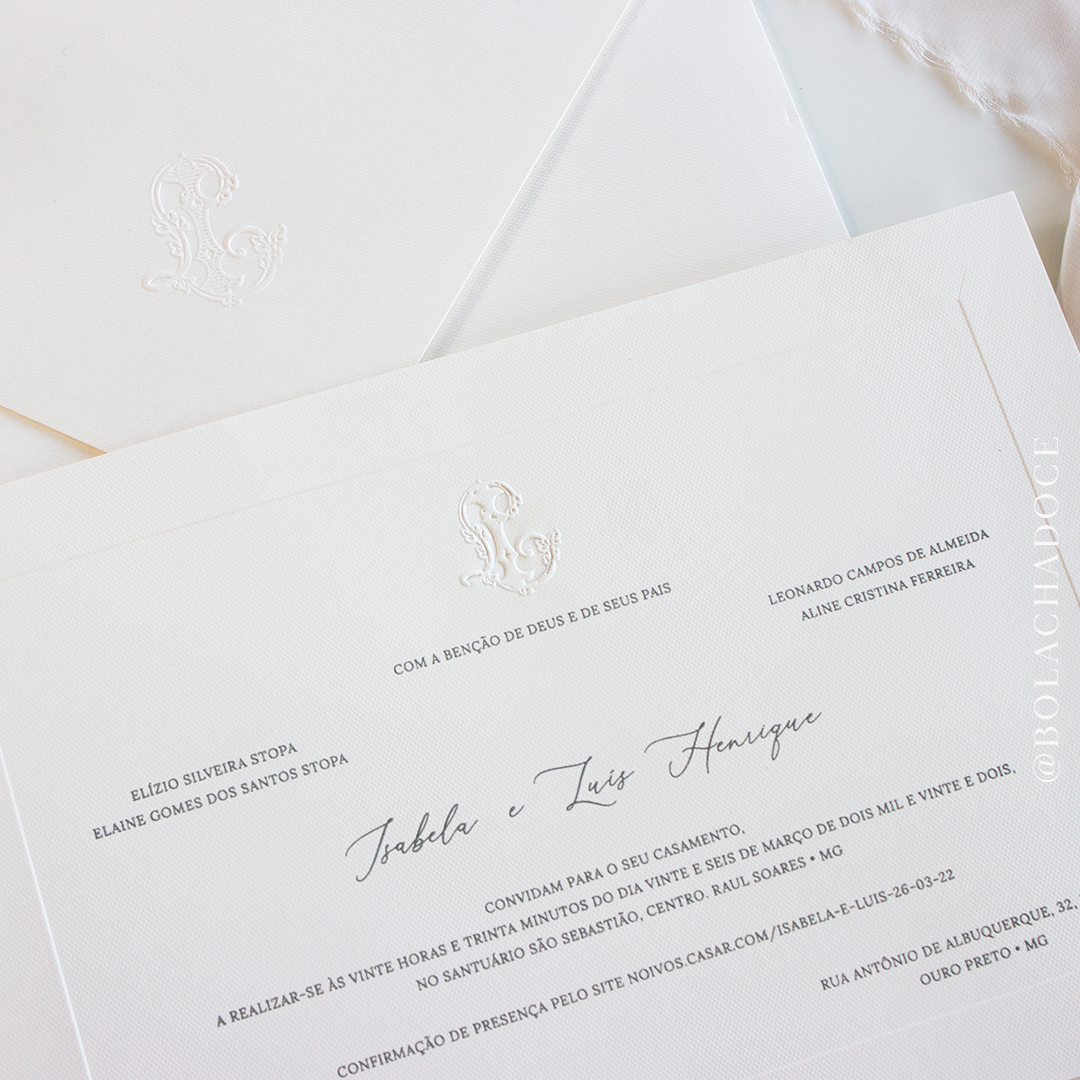 COM A BENÇÃO DE DEUS E DE SEUS PAIS
ELÍZIO SILVEIRA STOPA
ELAINE GOMES DOS SANTOS STOPA
LEONARDO CAMPOS DE ALMEIDA
ALINE CRISTINA FERREIRA
Isabela e Luis Henrique
CONVIDAM PARA O SEU CASAMENTO,
A REALIZAR-SE ÀS VINTE HORAS E TRINTA MINUTOS DO DIA VINTE E SEIS DE MARÇO DE DOIS MIL E VINTE E DOIS,
NO SANTUÁRIO SÃO SEBASTIÃO, CENTRO. RAUL SOARES • MG
CONFIRMAÇÃO DE PRESENÇA PELO SITE NOIVOS.CASAR.COM/ISABELA-E-LUIS-26-03-22
RUA ANTÔNIO DE ALBUQUERQUE, 32,
OURO PRETO • MG
@BOLACHADOCE